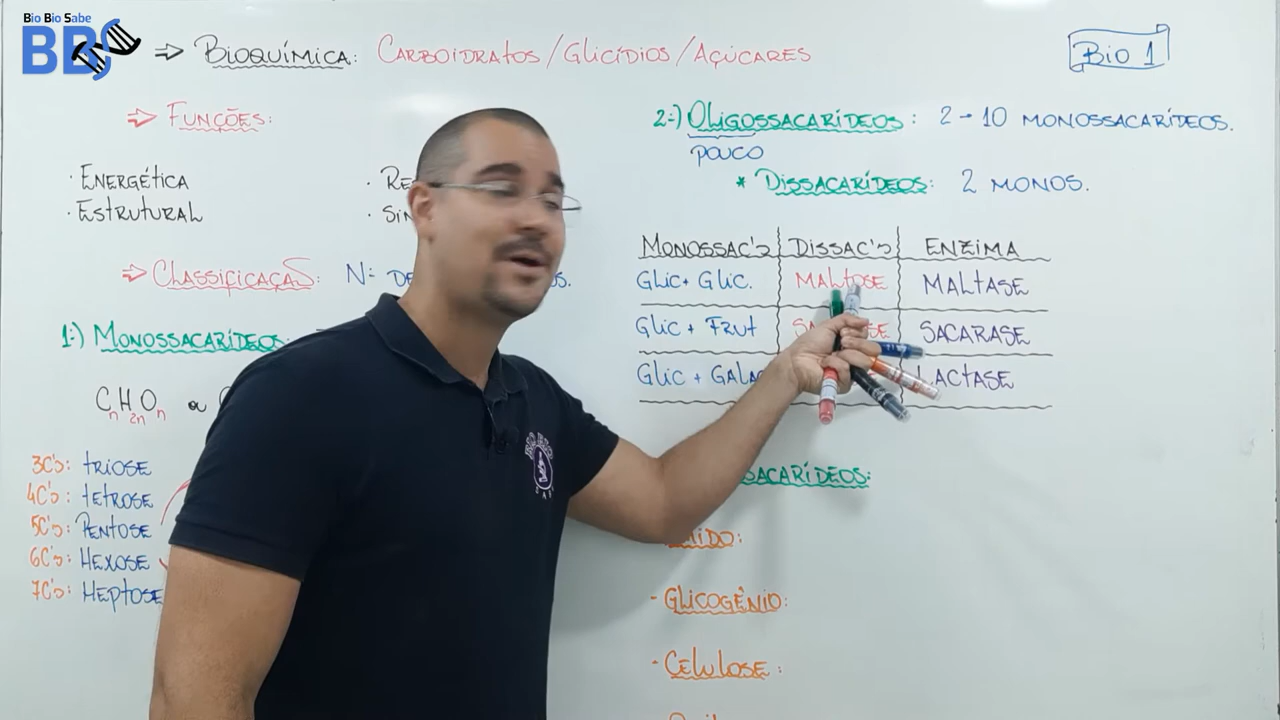 Bio Bio Sabe
BBS
⇒ Bioquímica: Carboidratos/Glicídios/Açúcares
Bio 1
⇒ Funções:
· Energética
· Estrutural
⇒ Classificação:
1:) Monossacarídeos
CnH2nOn
3C's: Triose
4C's: Tetrose
5C's: Pentose
6C's: Hexose
7C's: Heptose
2:) Oligossacarídeos: 2 → 10 monossacarídeos.
pouco
* Dissacarídeos: 2 monos.
Monossac's Dissac's Enzima
Glic + Glic. Maltose Maltase
Glic + Frut Sacarase
Glic + Lactase
- Glicogênio:
- Celulose: